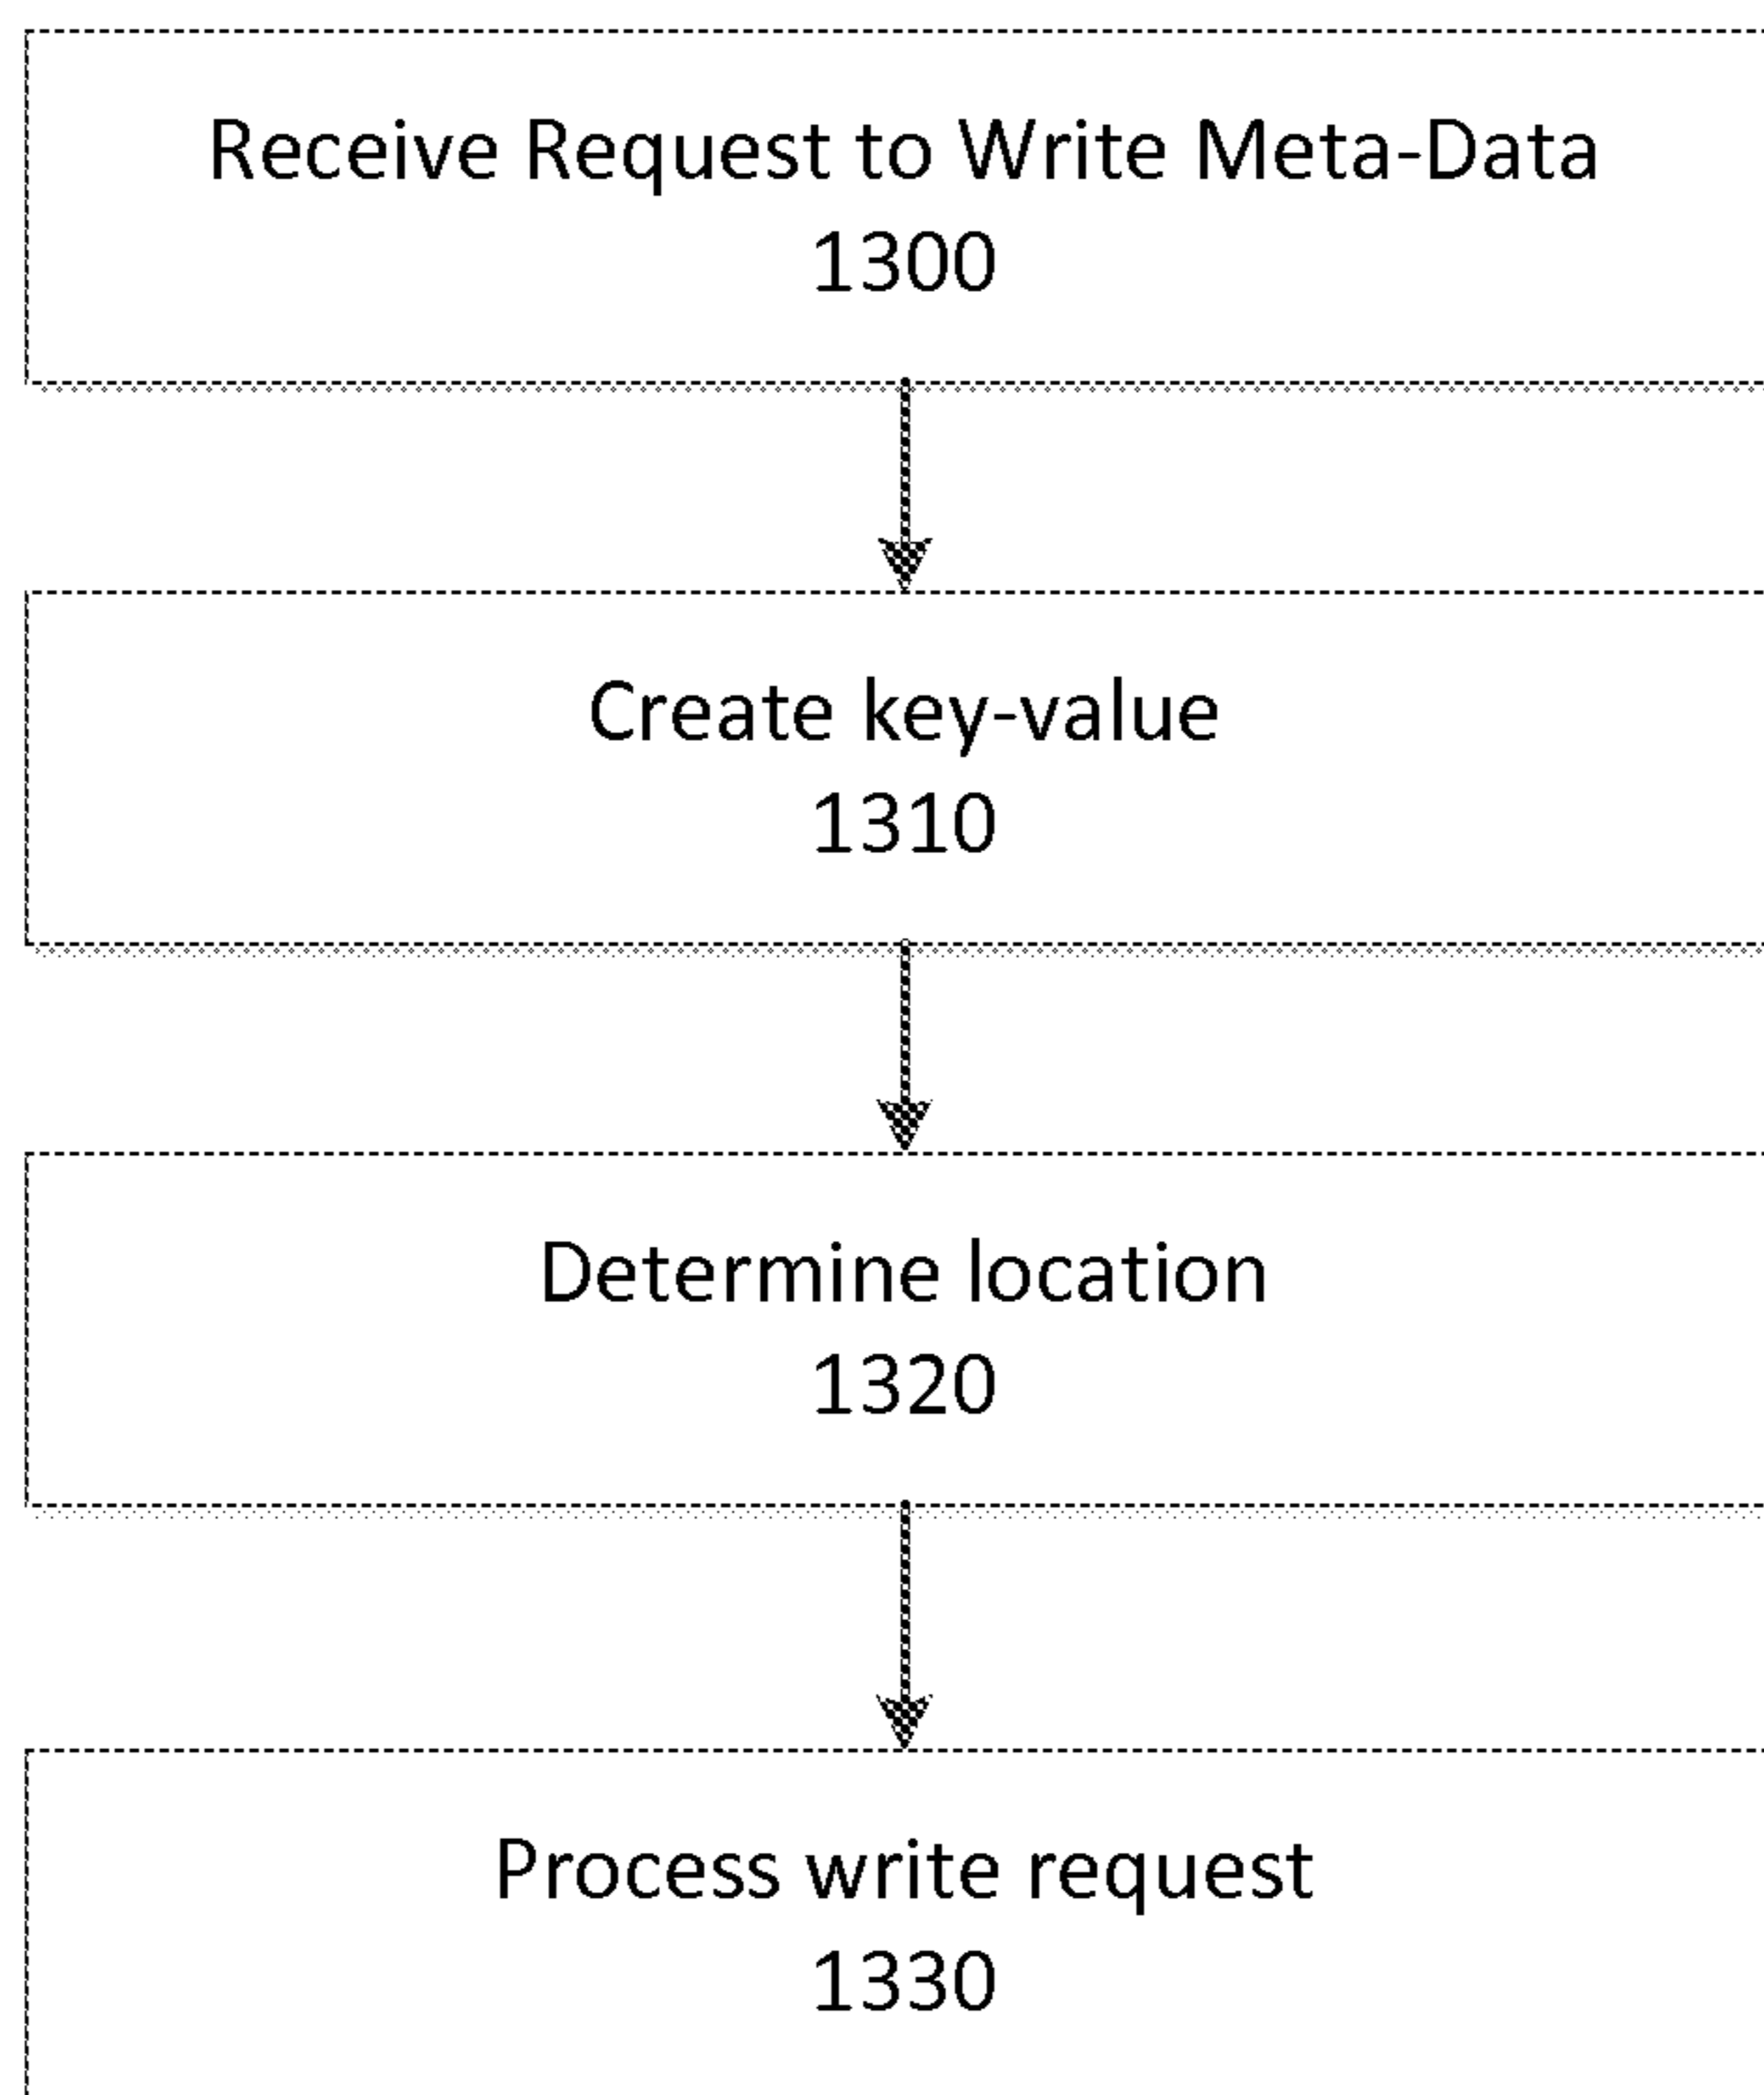 Receive Request to Write Meta-Data
1300
Create key-value
1310
Determine location
1320
Process write request
1330